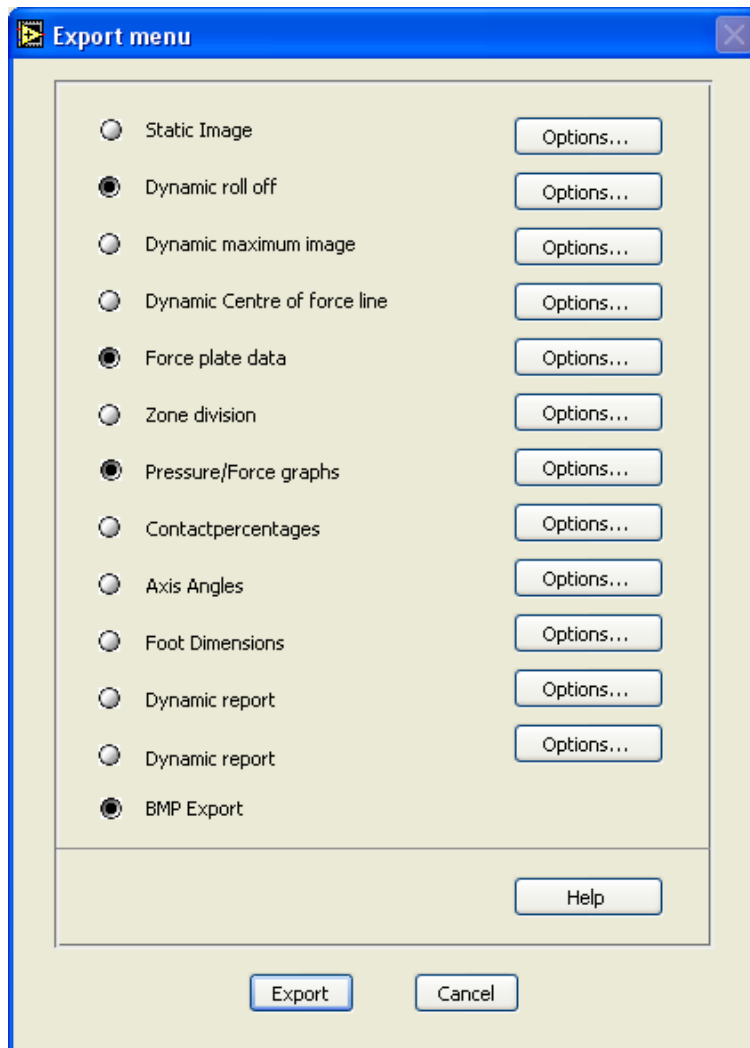 Export menu
Static Image Options...
Dynamic roll off Options...
Dynamic maximum image Options...
Dynamic Centre of force line Options...
Force plate data Options...
Zone division Options...
Pressure/Force graphs Options...
Contactpercentages Options...
Axis Angles Options...
Foot Dimensions Options...
Dynamic report Options...
Dynamic report Options...
BMP Export
Help
Export Cancel